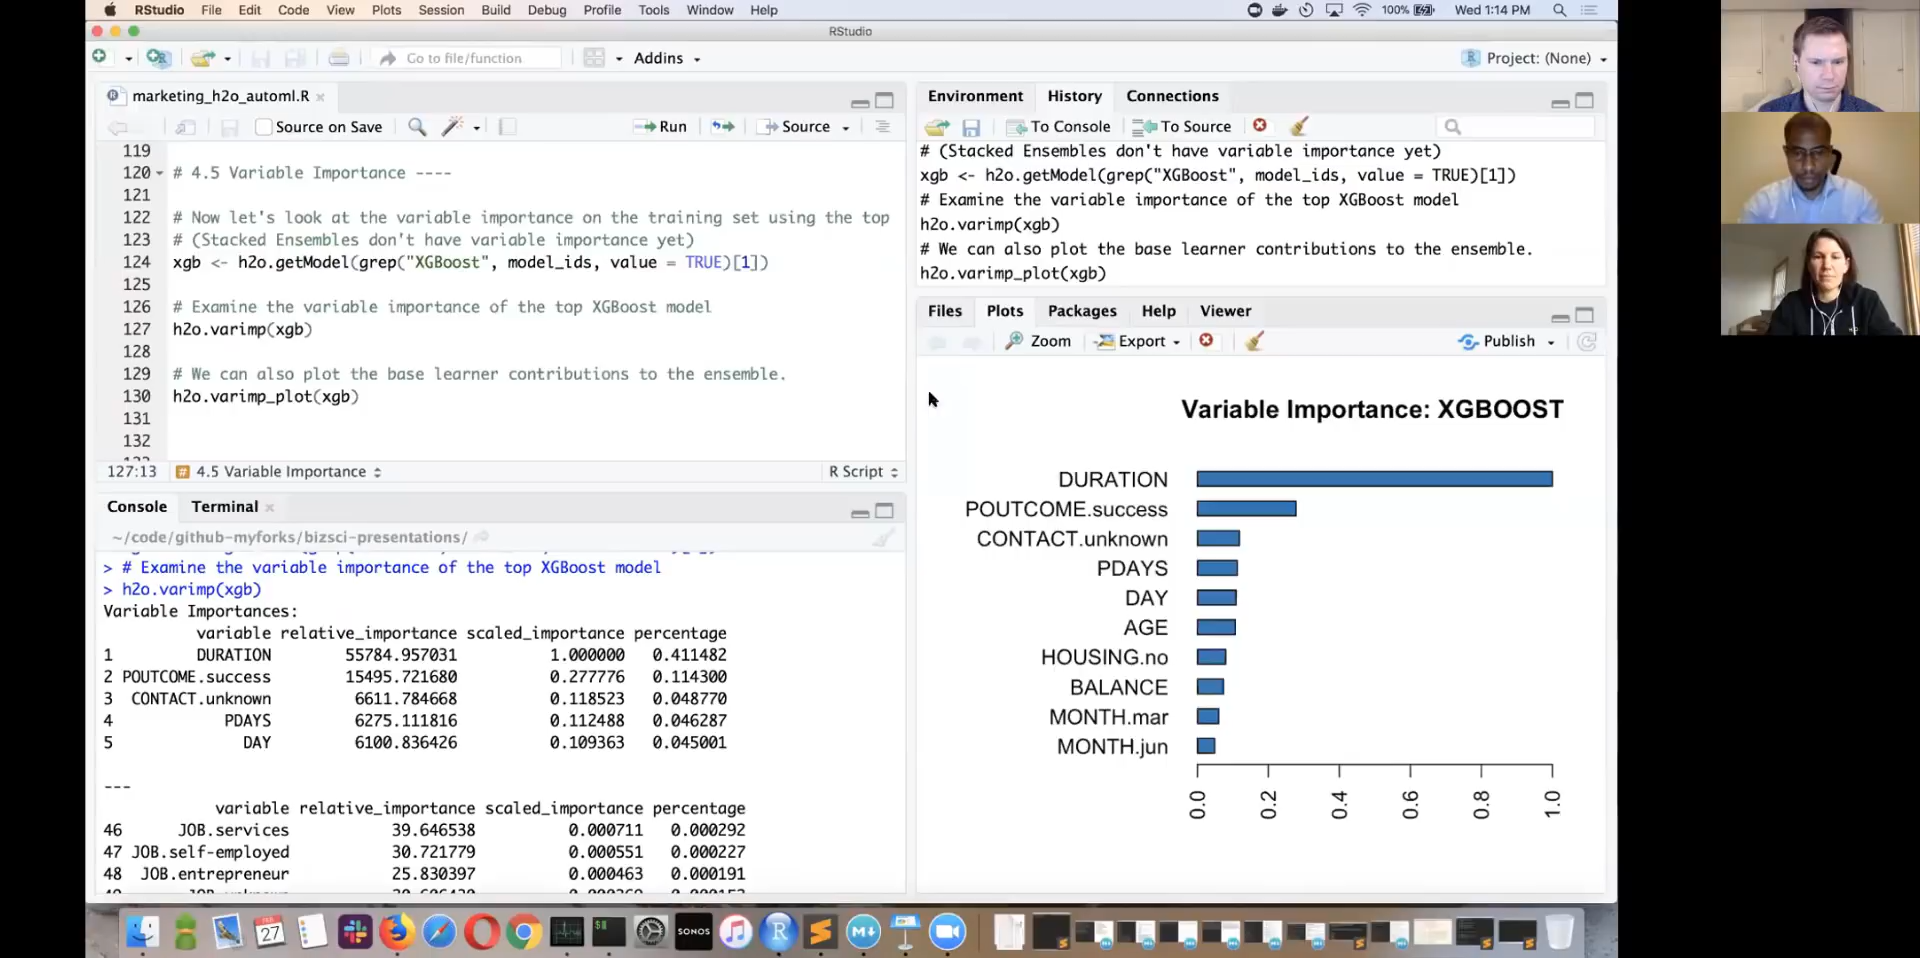 RStudio File Edit Code View Plots Session Build Debug Profile Tools Window Help
100% Wed 1:14 PM
RStudio
Go to file/function
Addins
Project: (None)
marketing_h2o_automl.R
Source on Save
Run
Source
119
120 # 4.5 Variable Importance ----
121
122 # Now let's look at the variable importance on the training set using the top
123 # (Stacked Ensembles don't have variable importance yet)
124 xgb <- h2o.getModel(grep("XGBoost", model_ids, value = TRUE)[1])
125
126 # Examine the variable importance of the top XGBoost model
127 h2o.varimp(xgb)
128
129 # We can also plot the base learner contributions to the ensemble.
130 h2o.varimp_plot(xgb)
131
132
127:13 # 4.5 Variable Importance
R Script
Console Terminal
~/code/github-myforks/bizsci-presentations/
> # Examine the variable importance of the top XGBoost model
> h2o.varimp(xgb)
Variable Importances:
variable relative_importance scaled_importance percentage
1 DURATION 55784.957031 1.000000 0.411482
2 POUTCOME.success 15495.721680 0.277776 0.114300
3 CONTACT.unknown 6611.784668 0.118523 0.048770
4 PDAYS 6275.111816 0.112488 0.046287
5 DAY 6100.836426 0.109363 0.045001
---
variable relative_importance scaled_importance percentage
46 JOB.services 39.646538 0.000711 0.000292
47 JOB.self-employed 30.721779 0.000551 0.000227
48 JOB.entrepreneur 25.830397 0.000463 0.000191
Environment History Connections
To Console To Source
# (Stacked Ensembles don't have variable importance yet)
xgb <- h2o.getModel(grep("XGBoost", model_ids, value = TRUE)[1])
# Examine the variable importance of the top XGBoost model
h2o.varimp(xgb)
# We can also plot the base learner contributions to the ensemble.
h2o.varimp_plot(xgb)
Files Plots Packages Help Viewer
Zoom Export Publish
Variable Importance: XGBOOST
DURATION
POUTCOME.success
CONTACT.unknown
PDAYS
DAY
AGE
HOUSING.no
BALANCE
MONTH.mar
MONTH.jun
0.0 0.2 0.4 0.6 0.8 1.0
FEB
27
SONOS
R
M